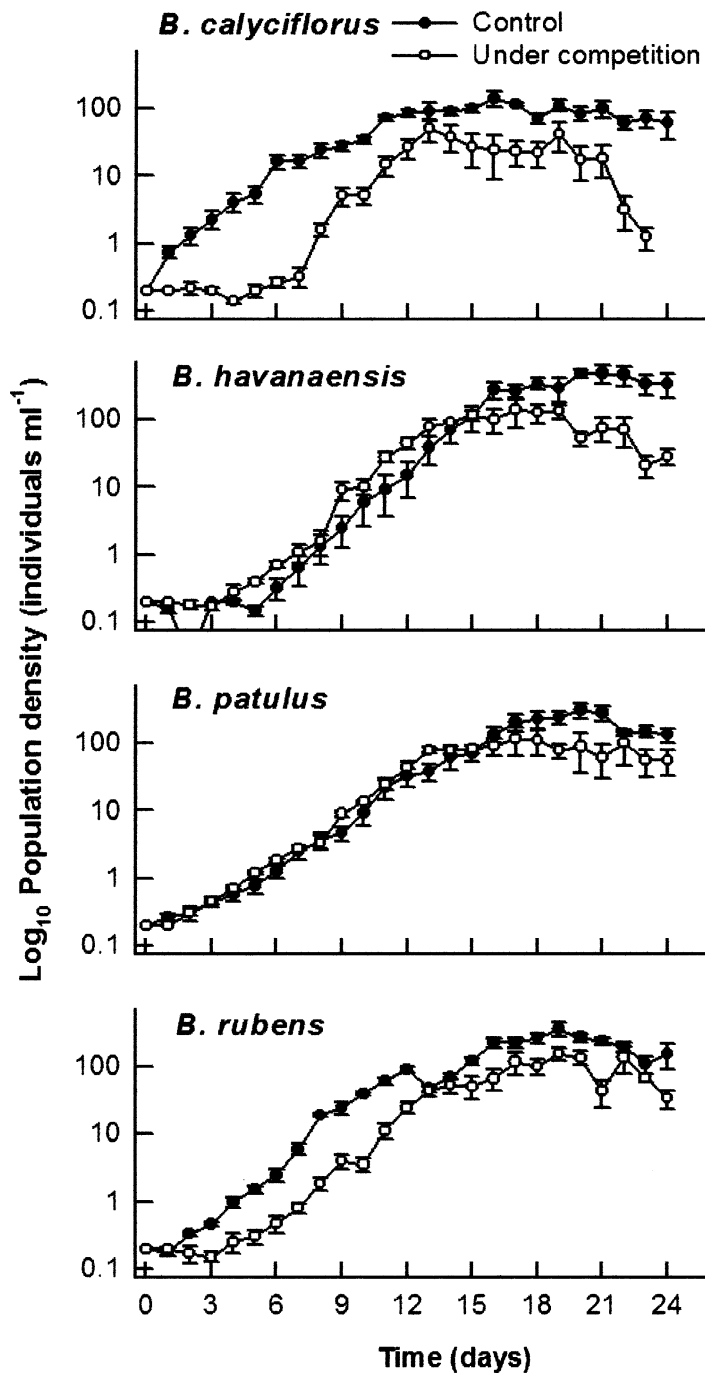 B. calyciflorus
Control
Under competition
100
10
1
0.1
B. havanaensis
100
10
1
0.1
B. patulus
100
10
1
0.1
B. rubens
100
10
1
0.1
0 3 6 9 12 15 18 21 24
Time (days)
Log₁₀ Population density (individuals ml⁻¹)